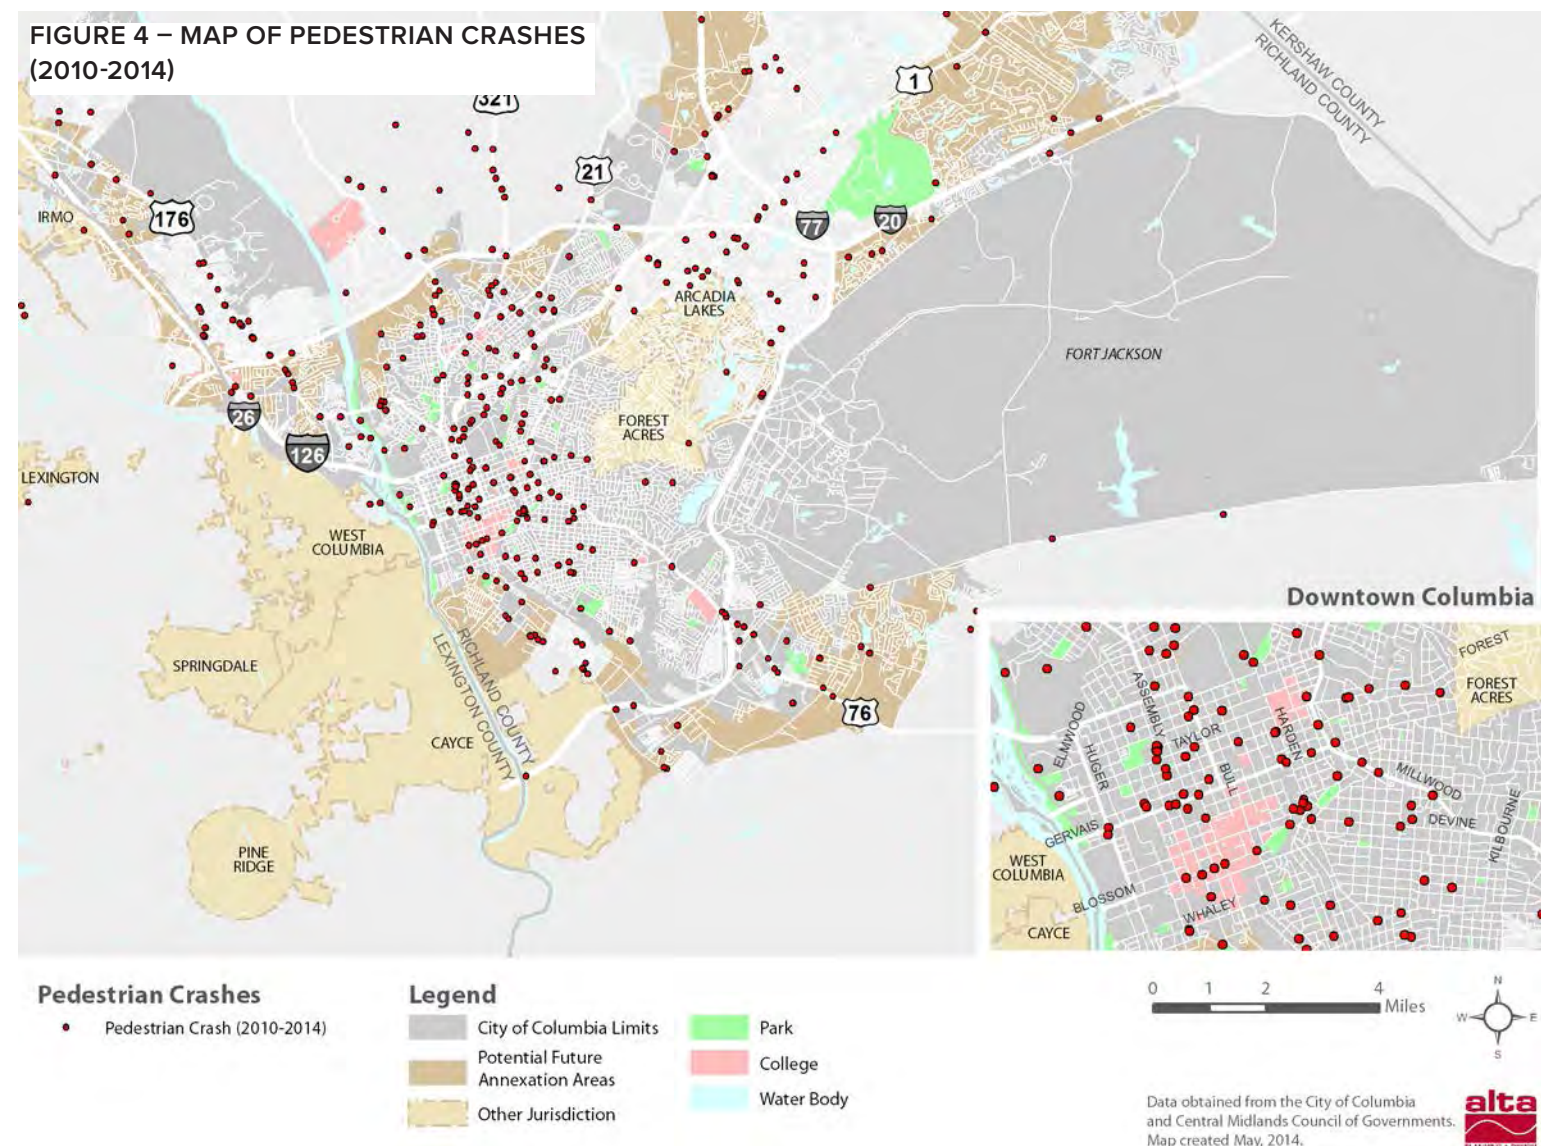 FIGURE 4 – MAP OF PEDESTRIAN CRASHES
(2010-2014)
KERSHAW COUNTY
RICHLAND COUNTY
1
321
21
176
IRMO
77
20
ARCADIA
LAKES
FORT JACKSON
FOREST
ACRES
26
126
LEXINGTON
WEST
COLUMBIA
SPRINGDALE
RICHLAND COUNTY
LEXINGTON COUNTY
CAYCE
76
PINE
RIDGE
Downtown Columbia
FOREST
FOREST
ACRES
ASSEMBLY
ELMWOOD
HUGER
TAYLOR
BULL
HARDEN
MILLWOOD
DEVINE
KILBOURNE
GERVAIS
WEST
COLUMBIA
BLOSSOM
WHALEY
CAYCE
Pedestrian Crashes
Pedestrian Crash (2010-2014)
Legend
City of Columbia Limits
Potential Future
Annexation Areas
Other Jurisdiction
Park
College
Water Body
0 1 2 4
Miles
N
W E
S
Data obtained from the City of Columbia
and Central Midlands Council of Governments.
Map created May, 2014.
alta